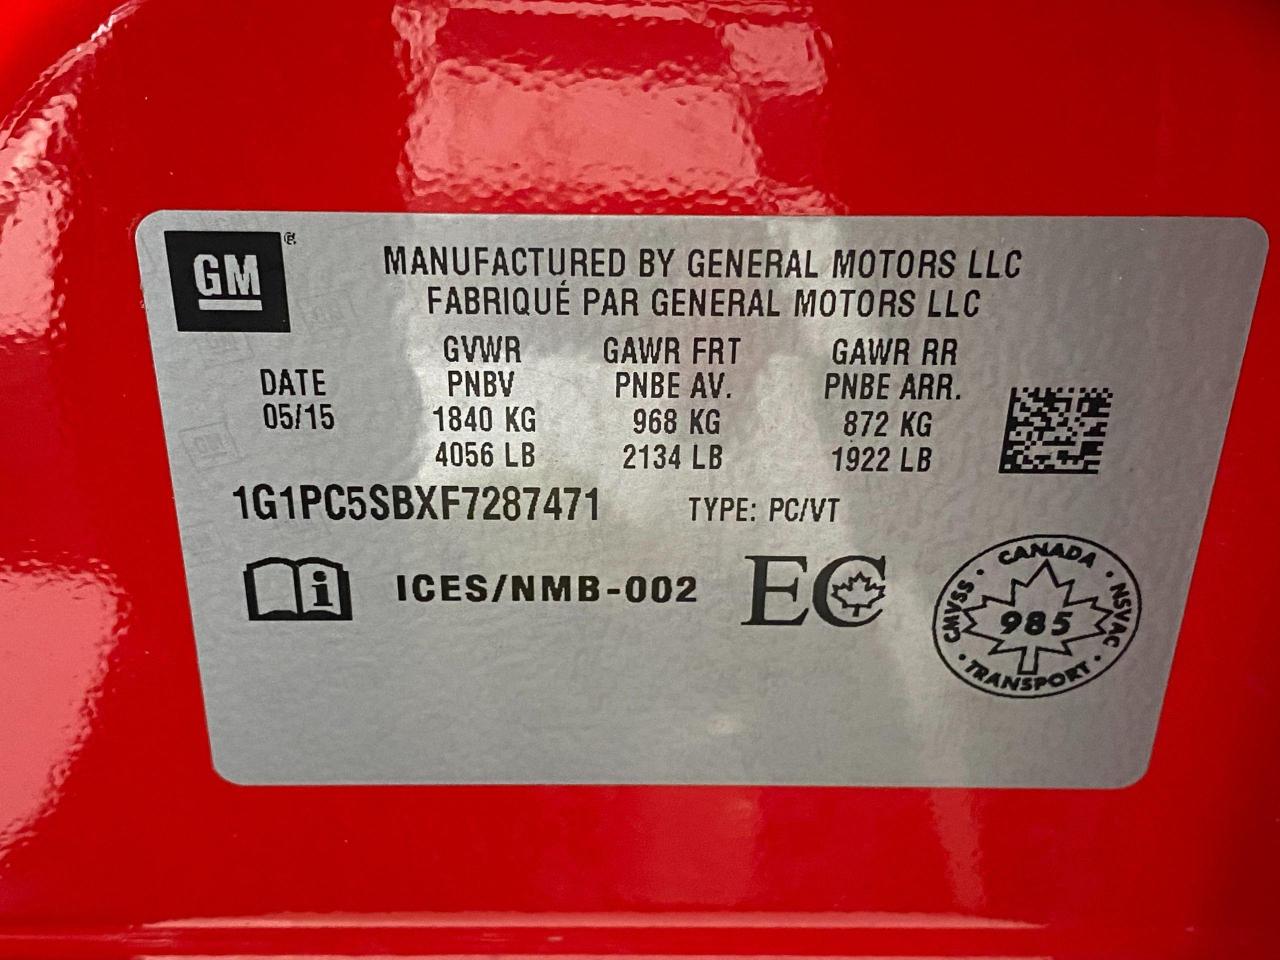 GM
MANUFACTURED BY GENERAL MOTORS LLC
FABRIQUÉ PAR GENERAL MOTORS LLC
GVWR GAWR FRT GAWR RR
DATE PNBV PNBE AV. PNBE ARR.
05/15 1840 KG 968 KG 872 KG
4056 LB 2134 LB 1922 LB
1G1PC5SBXF7287471 TYPE: PC/VT
i ICES/NMB-002 EC
CANADA
CMVSS 985 NSVAC
TRANSPORT